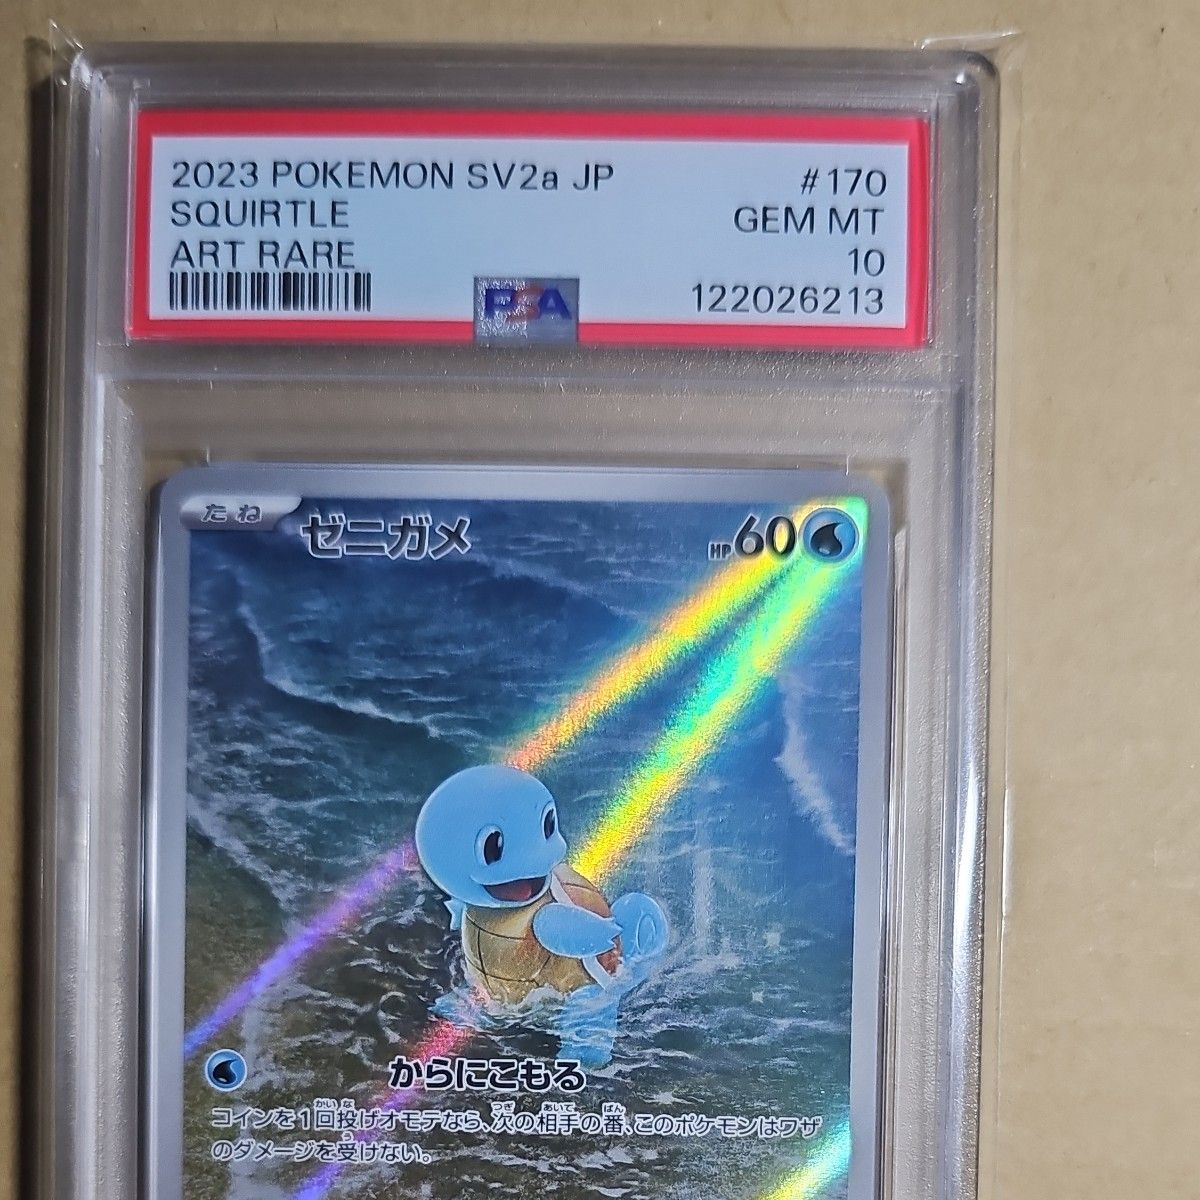 2023 POKEMON SV2a JP #170
SQUIRTLE GEM MT
ART RARE 10
PSA 122026213
たね ゼニガメ HP60
からにこもる
コインを1回投げオモテなら、次の相手の番、このポケモンはワザ
のダメージを受けない。